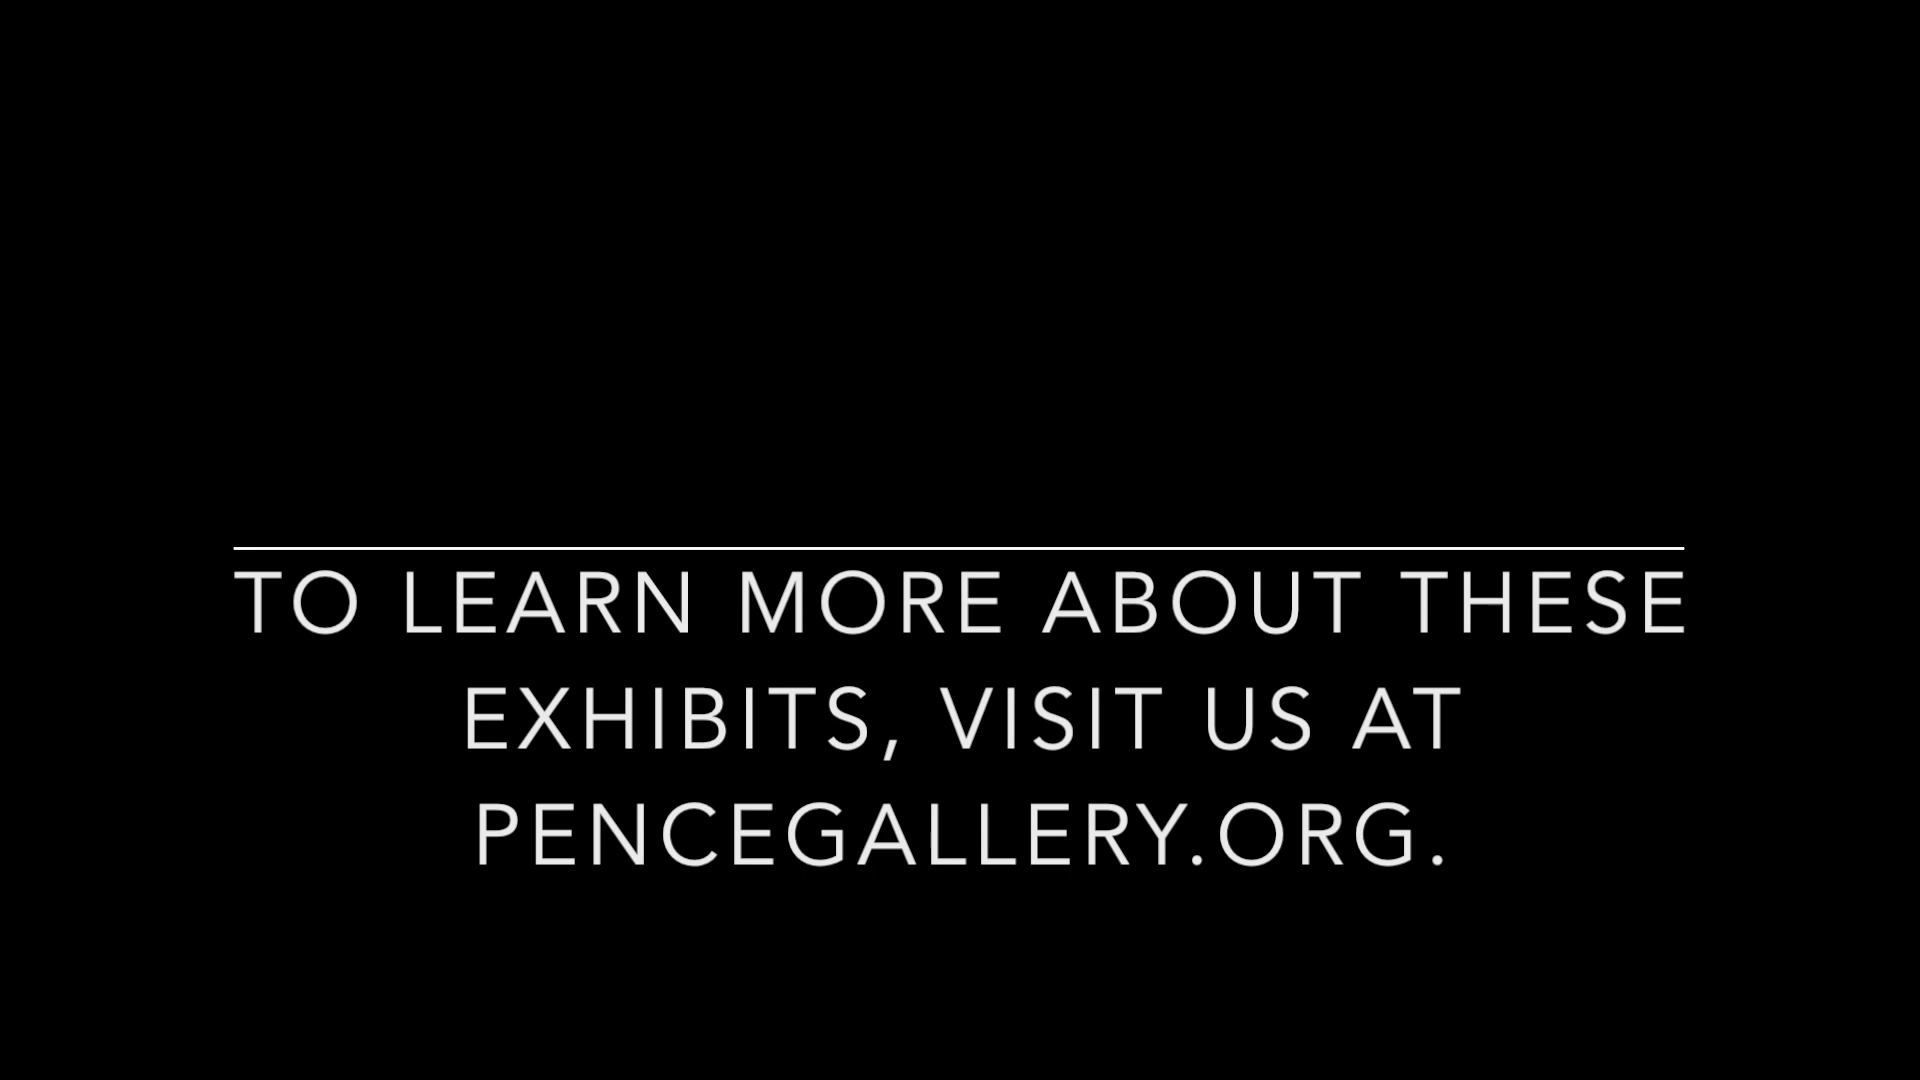 TO LEARN MORE ABOUT THESE
EXHIBITS, VISIT US AT
PENCEGALLERY.ORG.